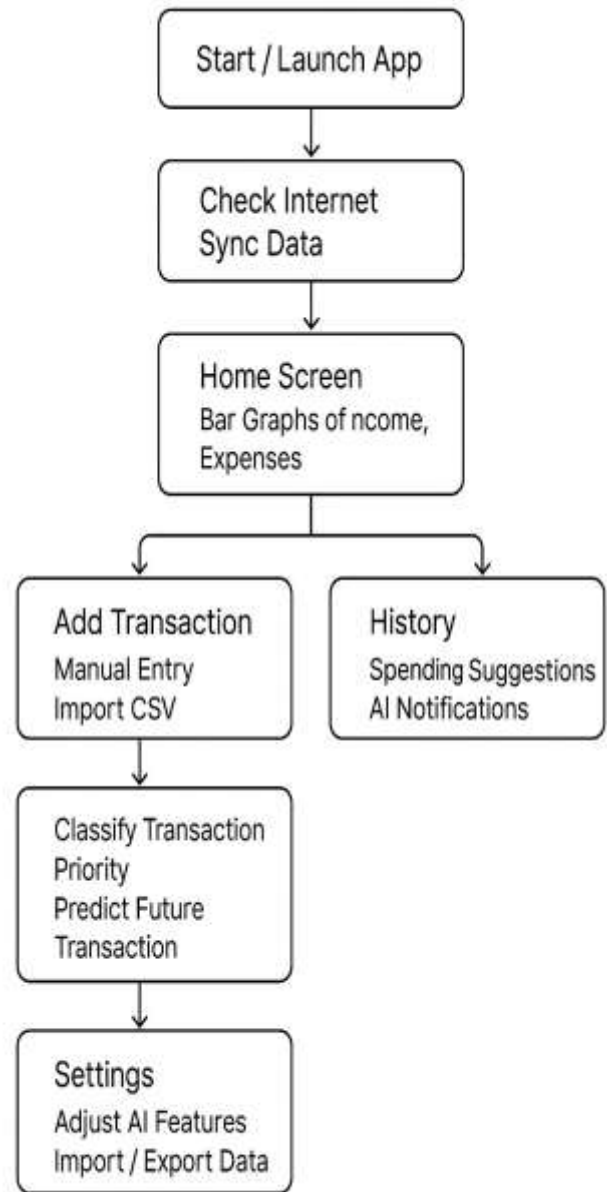 Start / Launch App
Check Internet
Sync Data
Home Screen
Bar Graphs of ncome,
Expenses
Add Transaction
Manual Entry
Import CSV
History
Spending Suggestions
AI Notifications
Classify Transaction
Priority
Predict Future
Transaction
Settings
Adjust AI Features
Import / Export Data